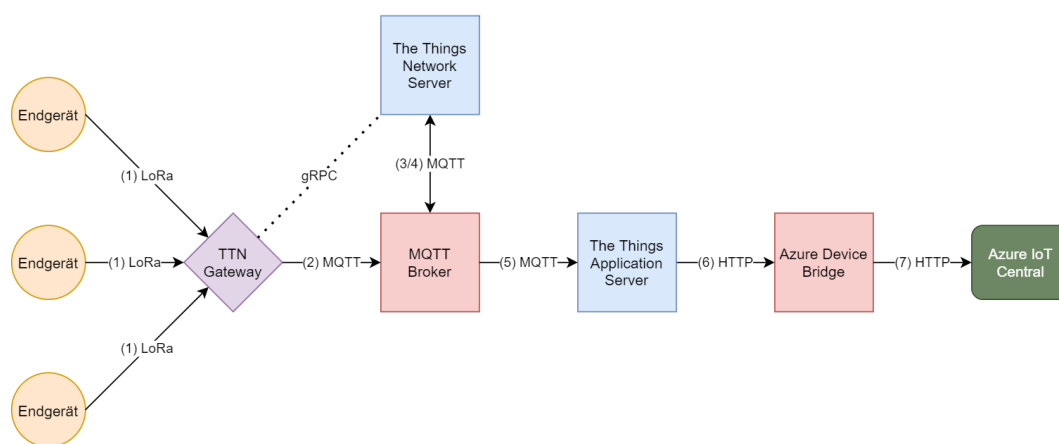 The Things
Network
Server
Endgerät
(1) LoRa
gRPC
(3/4) MQTT
Endgerät
(1) LoRa
TTN
Gateway
(2) MQTT
MQTT
Broker
(5) MQTT
The Things
Application
Server
(6) HTTP
Azure Device
Bridge
(7) HTTP
Azure IoT
Central
(1) LoRa
Endgerät